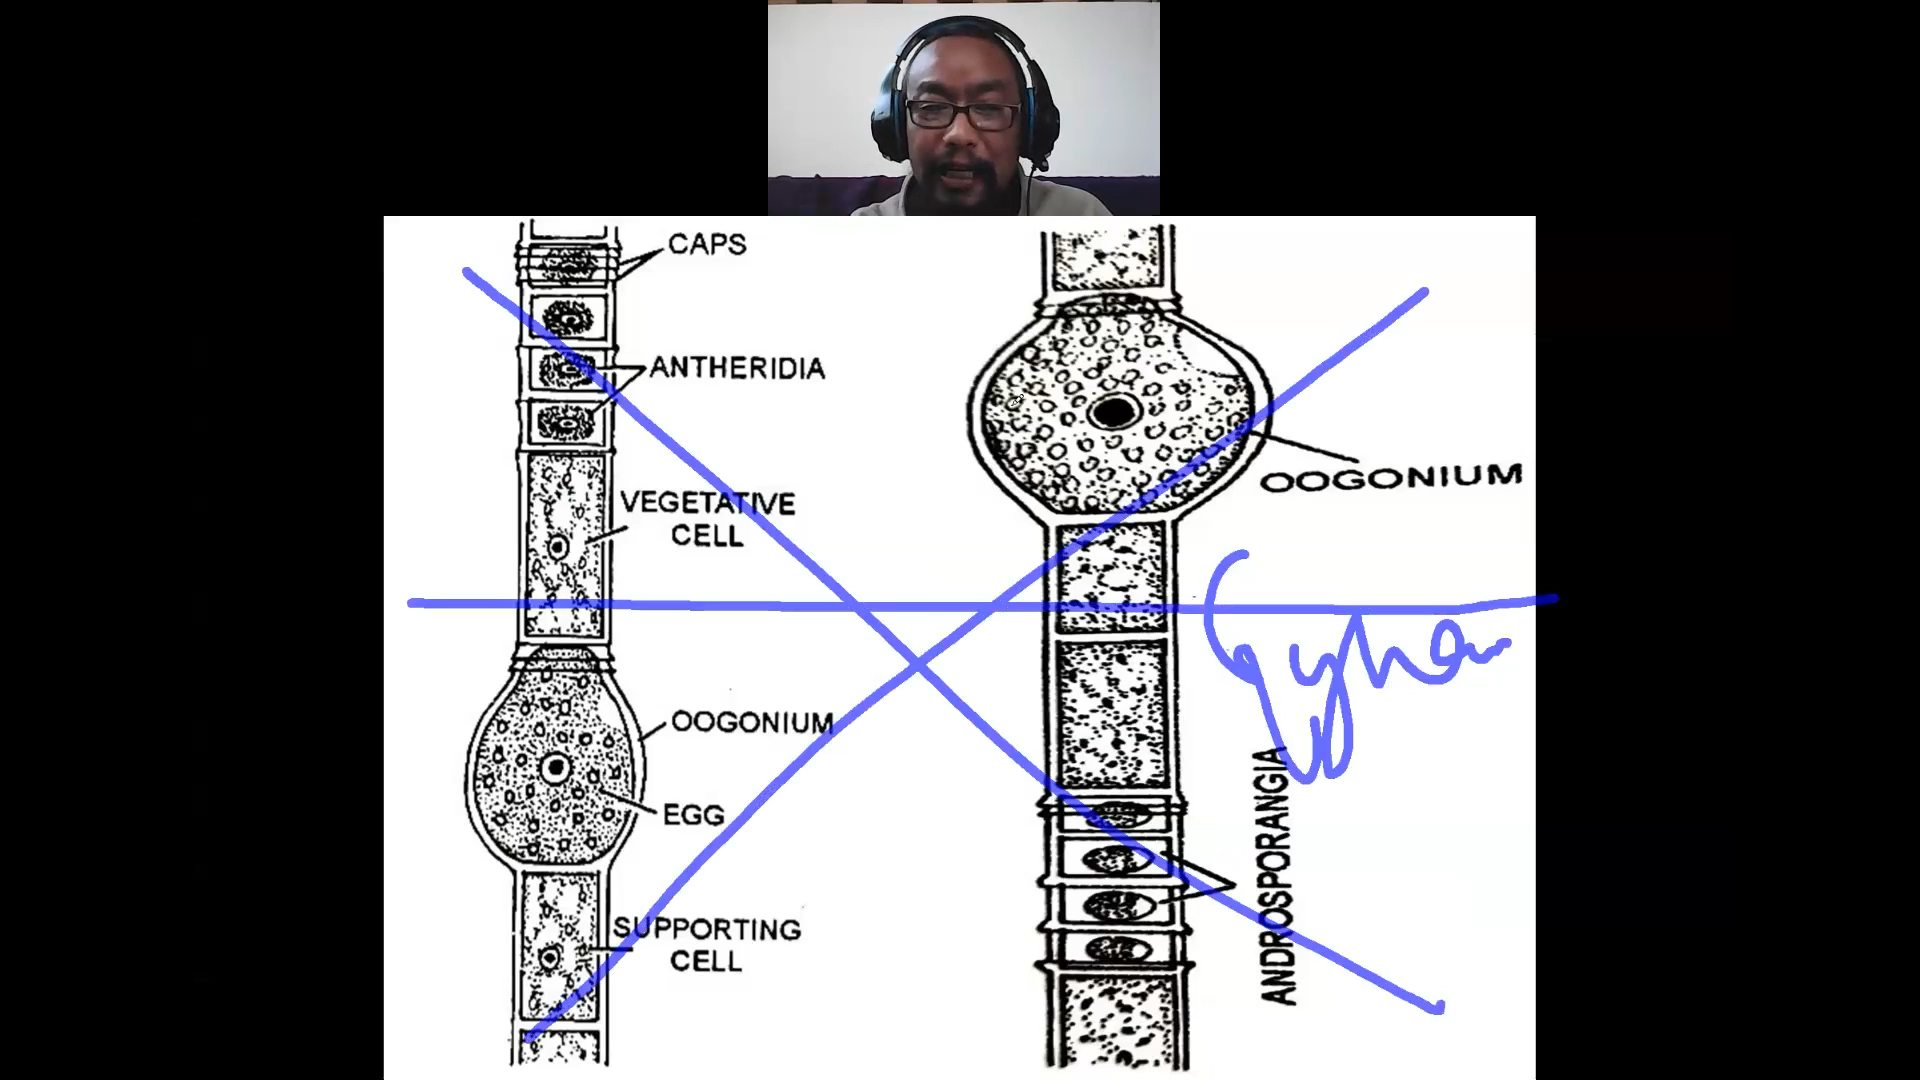 CAPS
ANTHERIDIA
VEGETATIVE
CELL
OOGONIUM
EGG
SUPPORTING
CELL
OOGONIUM
ANDROSPORANGIA